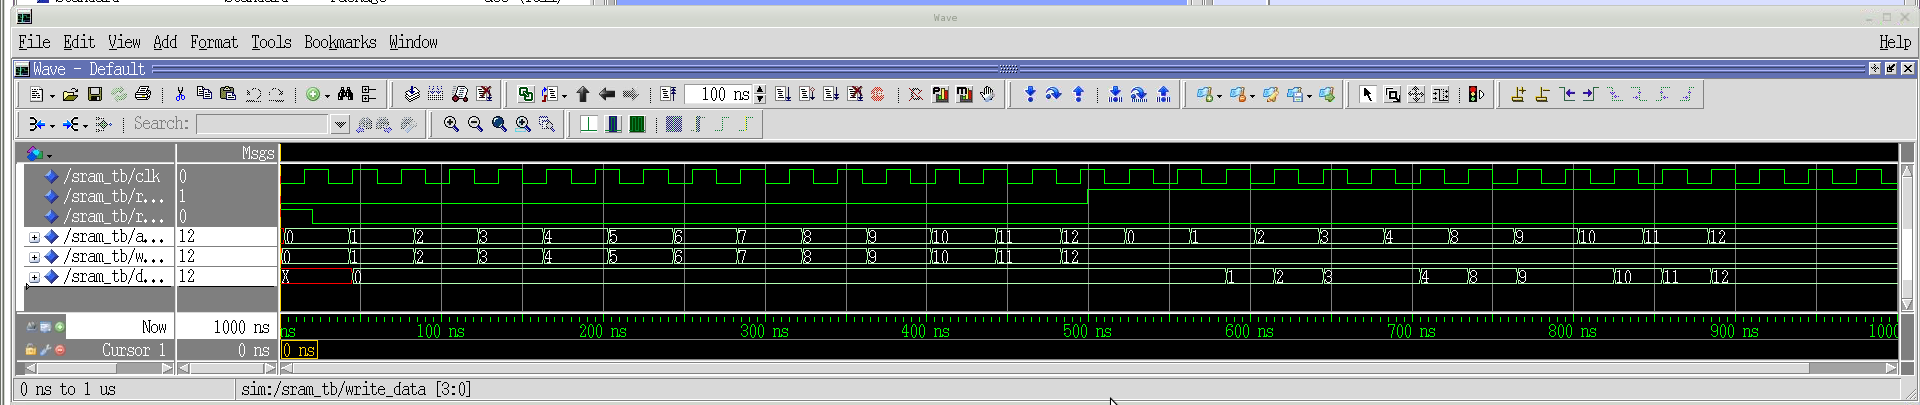 Wave
File Edit View Add Format Tools Bookmarks Window Help
Wave - Default
100 ns
Search:
Msgs
/sram_tb/clk 0
/sram_tb/r... 1
/sram_tb/r... 0
/sram_tb/a... 12 0 1 2 3 4 5 6 7 8 9 10 11 12 0 1 2 3 4 8 9 10 11 12
/sram_tb/w... 12 0 1 2 3 4 5 6 7 8 9 10 11 12
/sram_tb/d... 12 X 0 1 2 3 4 8 9 10 11 12
Now 1000 ns ns 100 ns 200 ns 300 ns 400 ns 500 ns 600 ns 700 ns 800 ns 900 ns 1000
Cursor 1 0 ns 0 ns
0 ns to 1 us sim:/sram_tb/write_data [3:0]